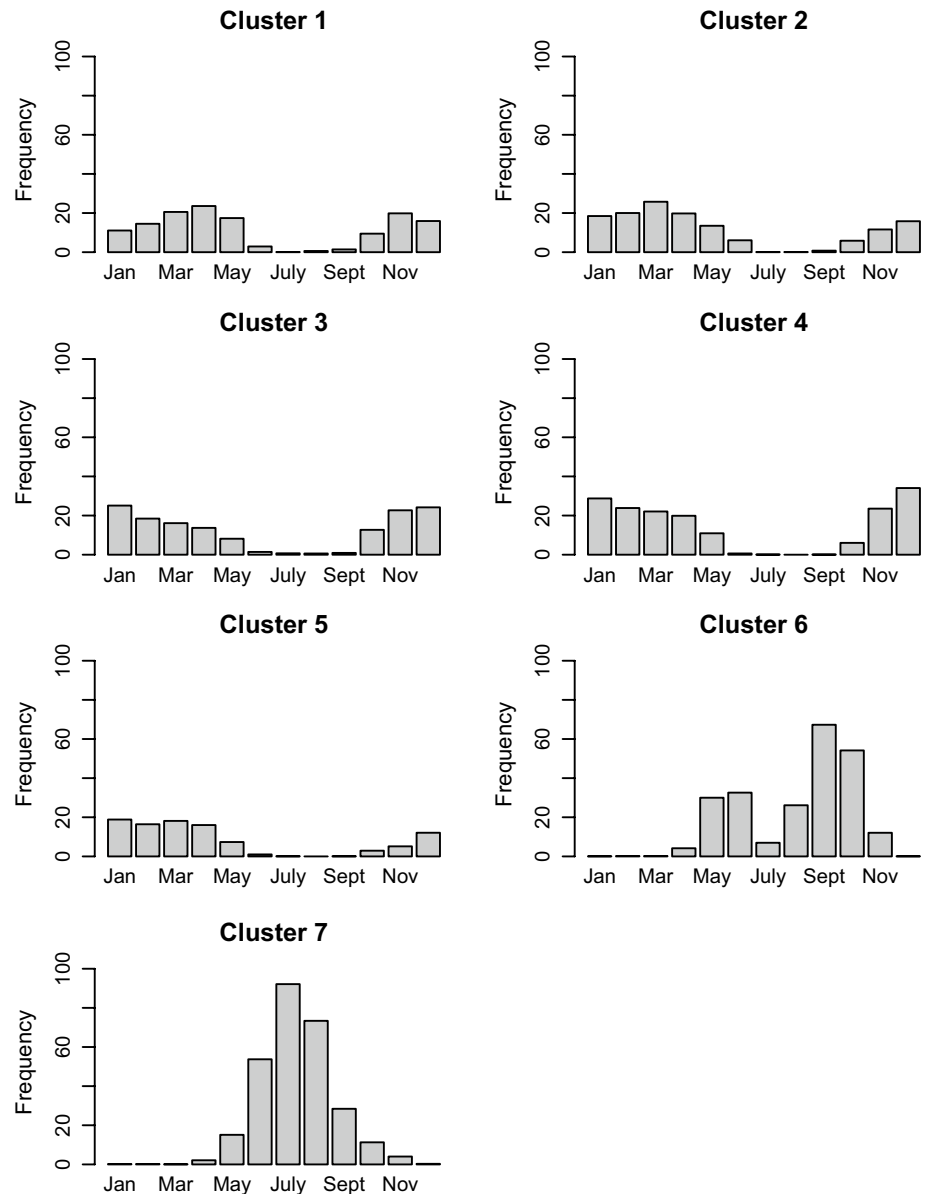 Cluster 1
Frequency
100
60
20
0
Jan Mar May July Sept Nov
Cluster 2
Frequency
100
60
20
0
Jan Mar May July Sept Nov
Cluster 3
Frequency
100
60
20
0
Jan Mar May July Sept Nov
Cluster 4
Frequency
100
60
20
0
Jan Mar May July Sept Nov
Cluster 5
Frequency
100
60
20
0
Jan Mar May July Sept Nov
Cluster 6
Frequency
100
60
20
0
Jan Mar May July Sept Nov
Cluster 7
Frequency
100
60
20
0
Jan Mar May July Sept Nov